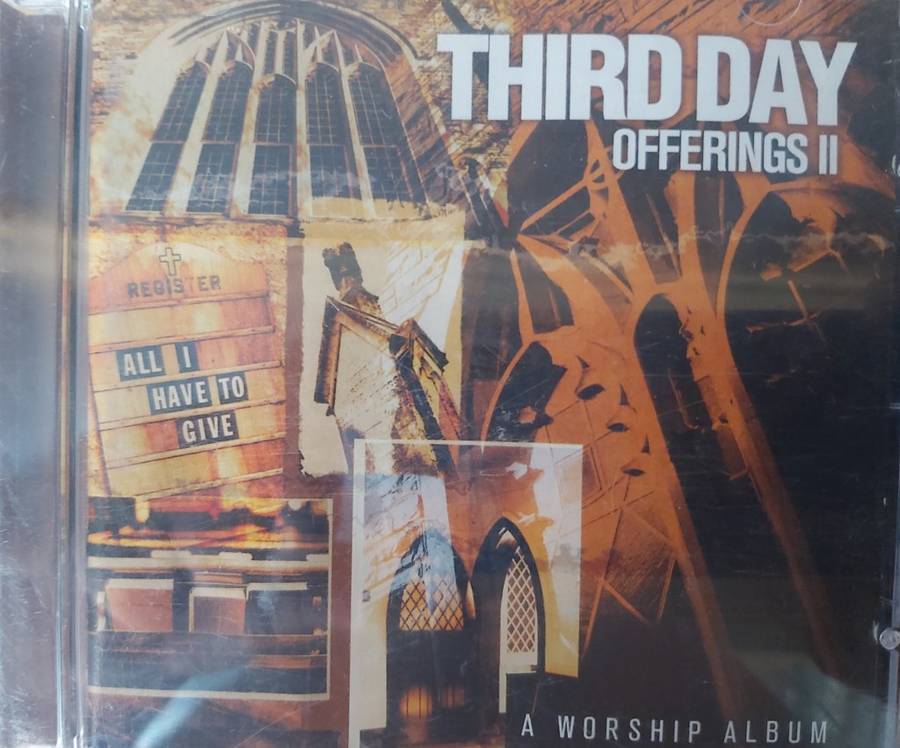 THIRD DAY
OFFERINGS II
REGISTER
ALL I
HAVE TO
GIVE
A WORSHIP ALBUM